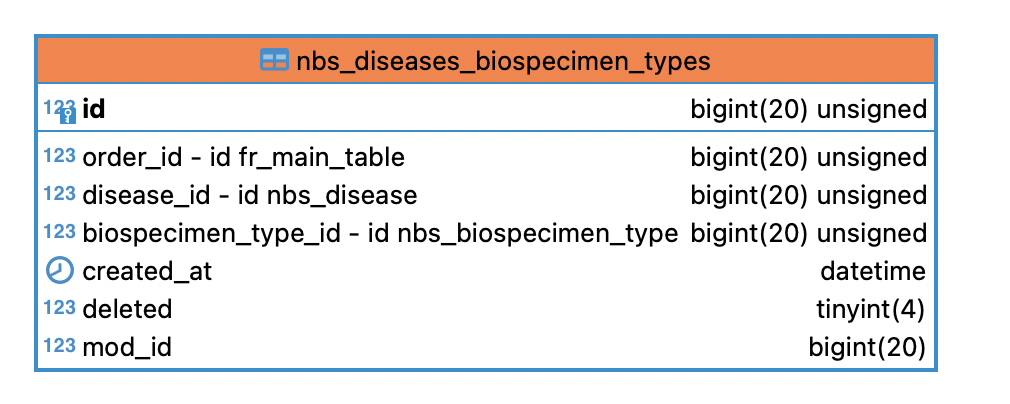 nbs_diseases_biospecimen_types
123 id bigint(20) unsigned
123 order_id - id fr_main_table bigint(20) unsigned
123 disease_id - id nbs_disease bigint(20) unsigned
123 biospecimen_type_id - id nbs_biospecimen_type bigint(20) unsigned
created_at datetime
123 deleted tinyint(4)
123 mod_id bigint(20)